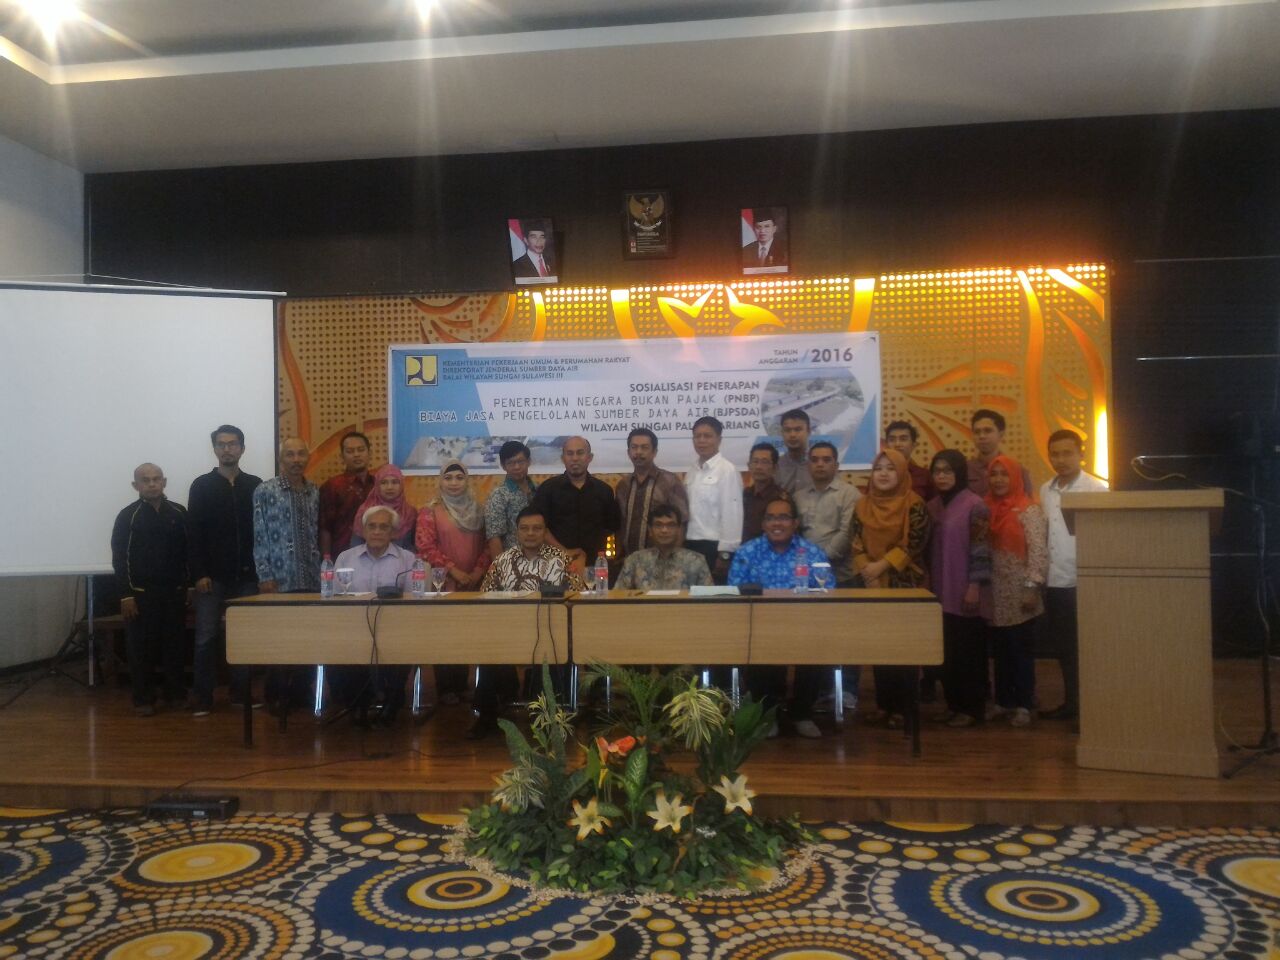 KEMENTERIAN PEKERJAAN UMUM & PERUMAHAN RAKYAT
DIREKTORAT JENDERAL SUMBER DAYA AIR
BALAI WILAYAH SUNGAI SULAWESI III
TAHUN
ANGGARAN / 2016
SOSIALISASI PENERAPAN
PENERIMAAN NEGARA BUKAN PAJAK (PNBP)
BIAYA JASA PENGELOLAAN SUMBER DAYA AIR (BJPSDA)
WILAYAH SUNGAI